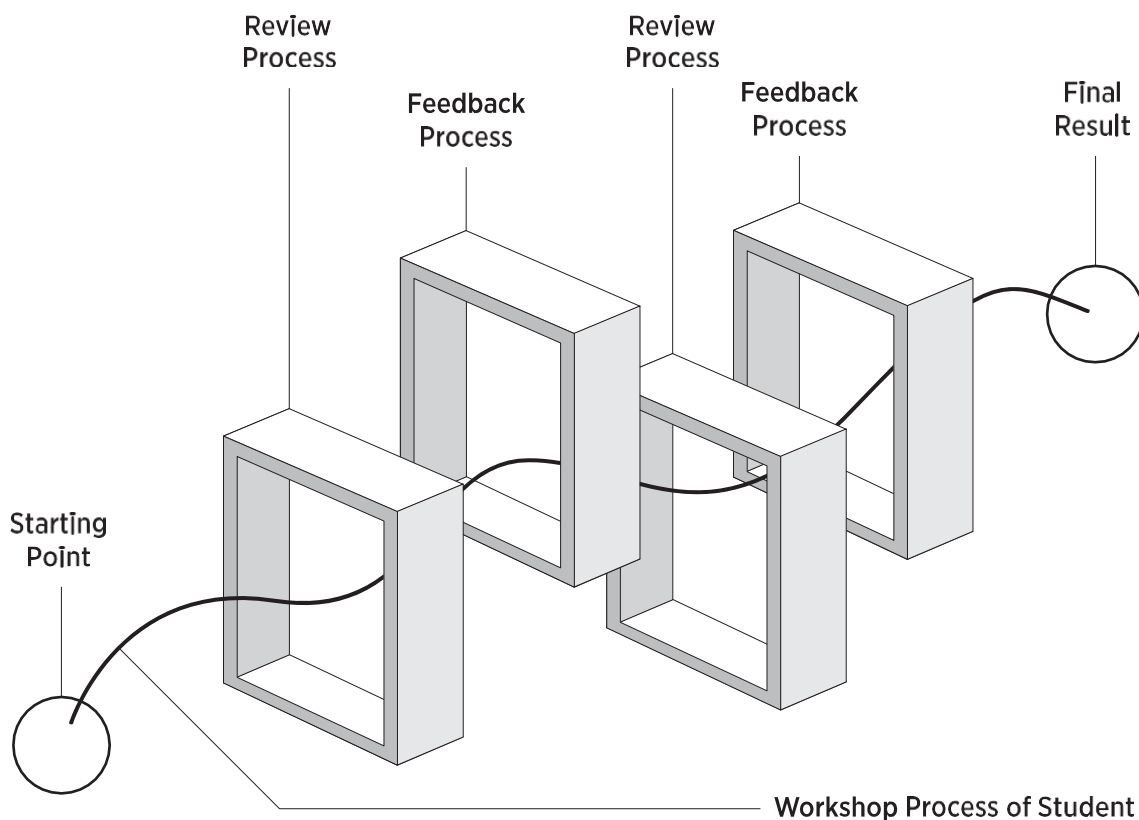 Review
Process
Feedback
Process
Review
Process
Feedback
Process
Final
Result
Starting
Point
Workshop Process of Student